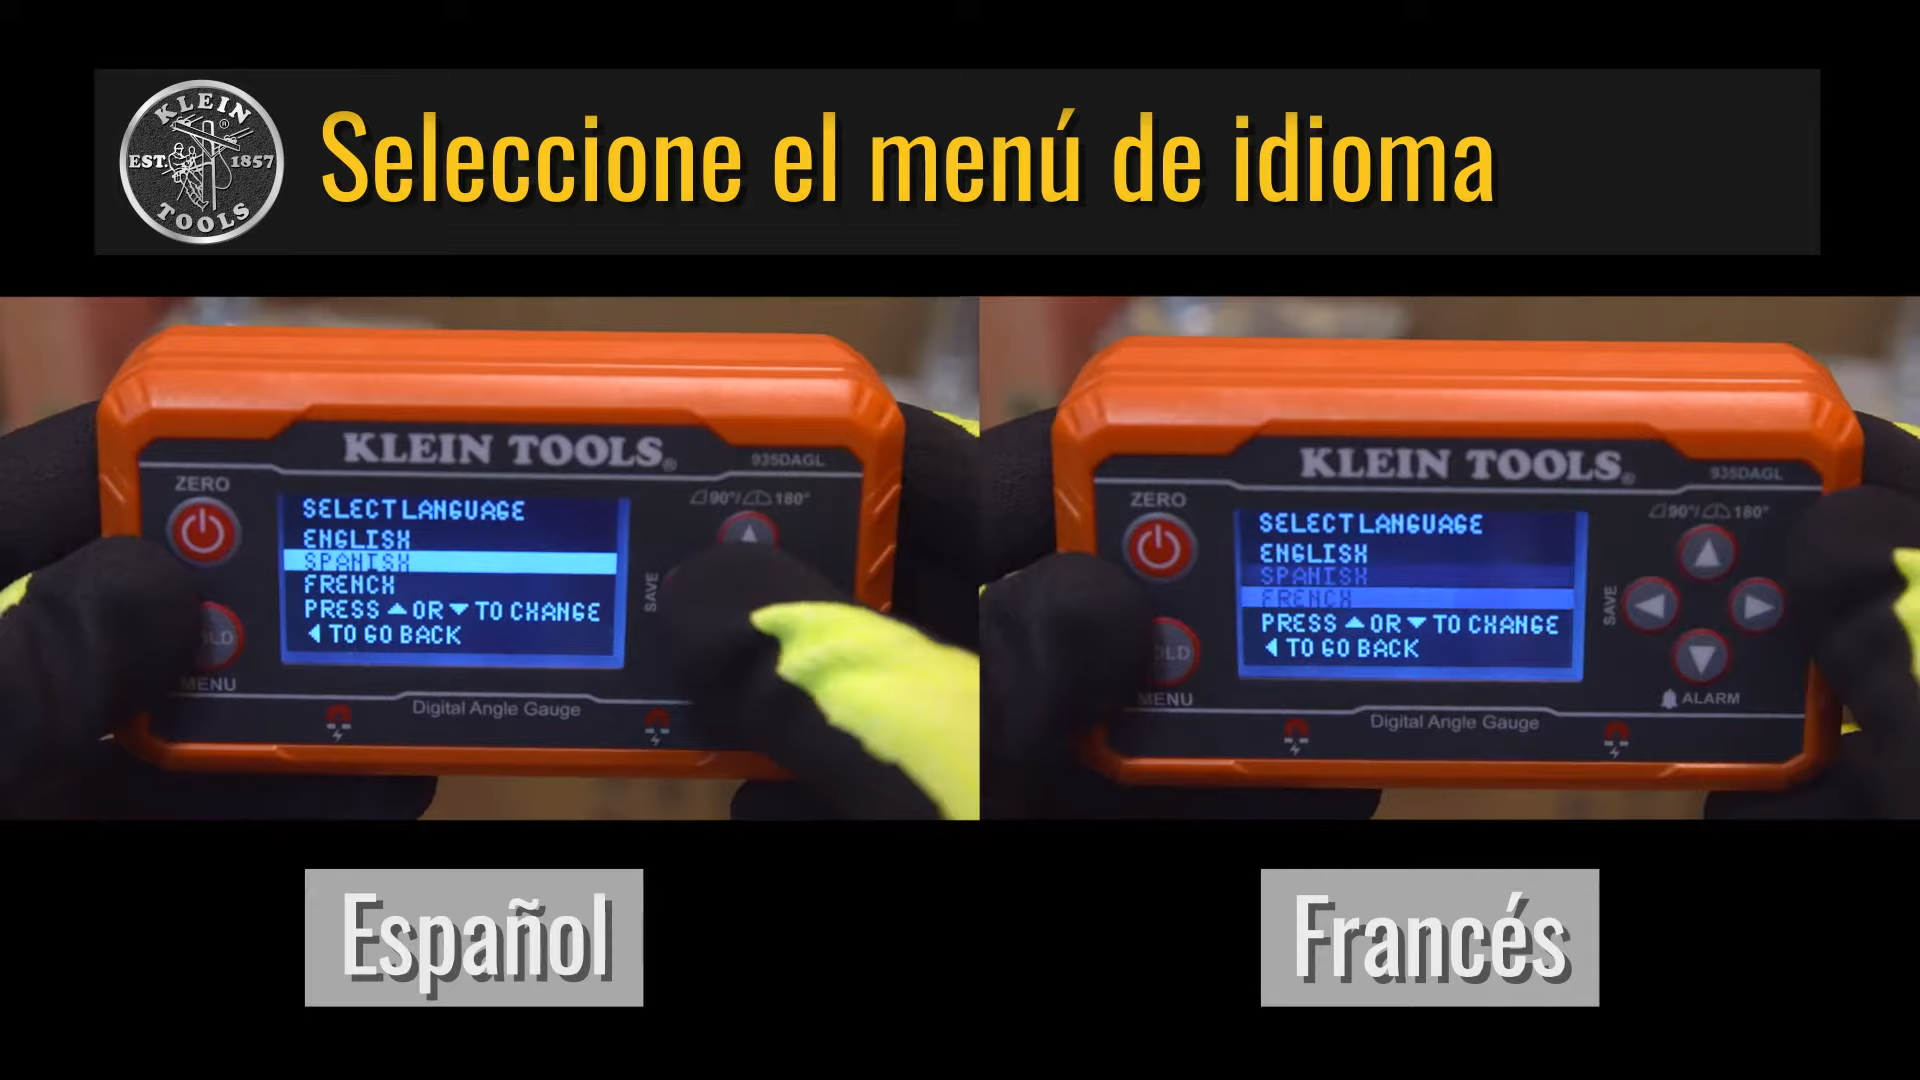 KLEIN
®
EST. 1857
TOOLS
Seleccione el menú de idioma
KLEIN TOOLS®
935DAGL
ZERO
90°/ 180°
SELECT LANGUAGE
ENGLISH
SPANISH
FRENCH
PRESS ▲ OR ▼ TO CHANGE
◀ TO GO BACK
SAVE
LD
MENU
Digital Angle Gauge
KLEIN TOOLS®
935DAGL
ZERO
90°/ 180°
SELECT LANGUAGE
ENGLISH
SPANISH
FRENCH
PRESS ▲ OR ▼ TO CHANGE
◀ TO GO BACK
SAVE
OLD
MENU
ALARM
Digital Angle Gauge
Español
Francés